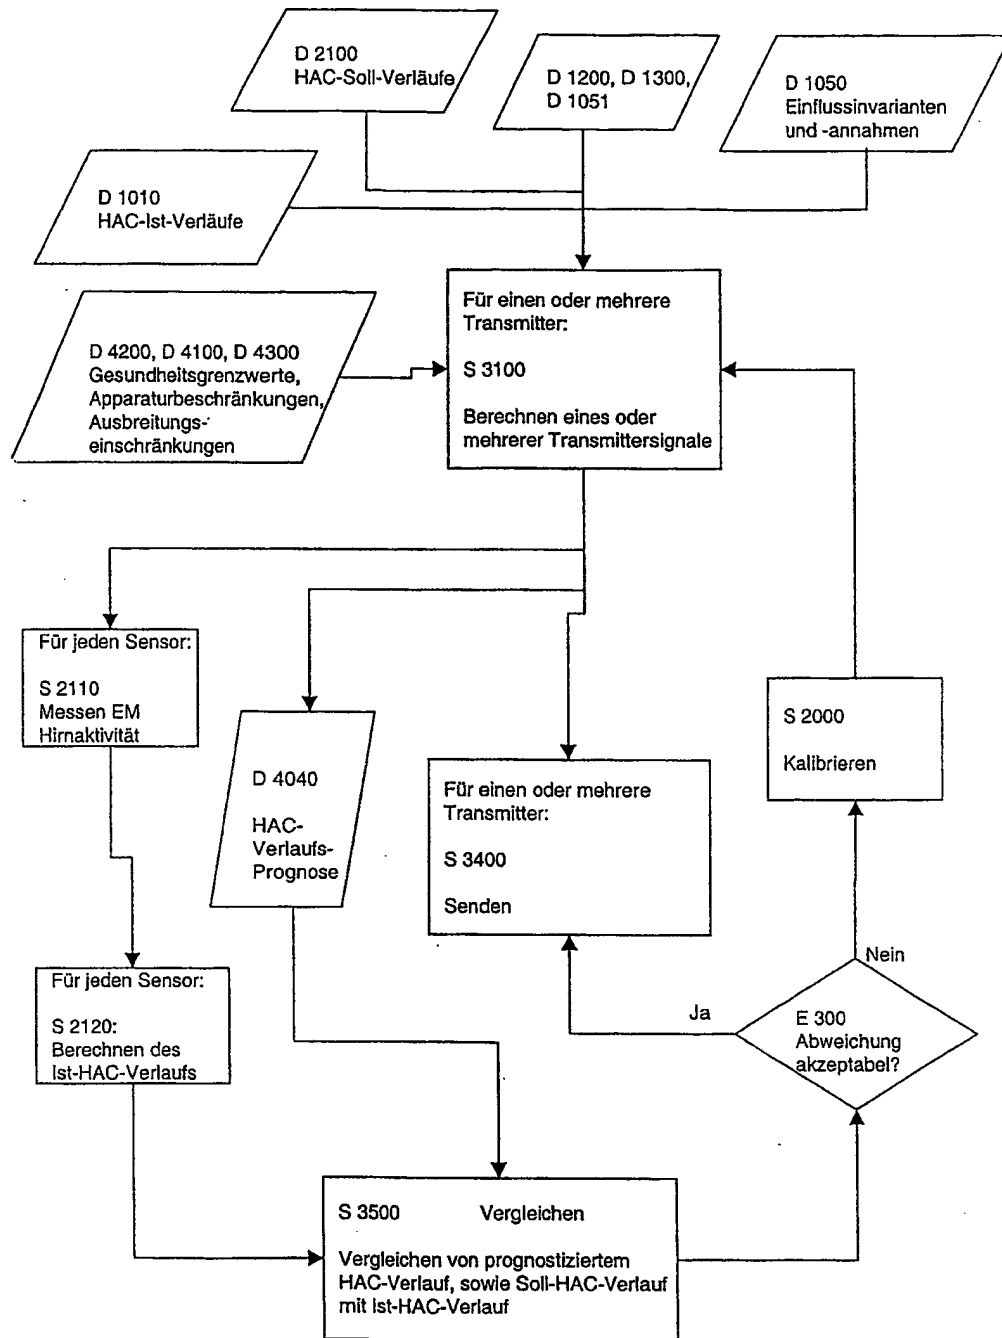 D 2100
HAC-Soll-Verläufe
D 1200, D 1300,
D 1051
D 1050
Einflussinvarianten
und -annahmen
D 1010
HAC-Ist-Verläufe
Für einen oder mehrere
Transmitter:
S 3100
Berechnen eines oder
mehrerer Transmittersignale
D 4200, D 4100, D 4300
Gesundheitsgrenzwerte,
Apparaturbeschränkungen,
Ausbreitungs-
einschränkungen
Für jeden Sensor:
S 2110
Messen EM
Hirnaktivität
D 4040
HAC-
Verlaufs-
Prognose
Für einen oder mehrere
Transmitter:
S 3400
Senden
S 2000
Kalibrieren
Nein
Ja
E 300
Abweichung
akzeptabel?
Für jeden Sensor:
S 2120:
Berechnen des
Ist-HAC-Verlaufs
S 3500 Vergleichen
Vergleichen von prognostiziertem
HAC-Verlauf, sowie Soll-HAC-Verlauf
mit Ist-HAC-Verlauf